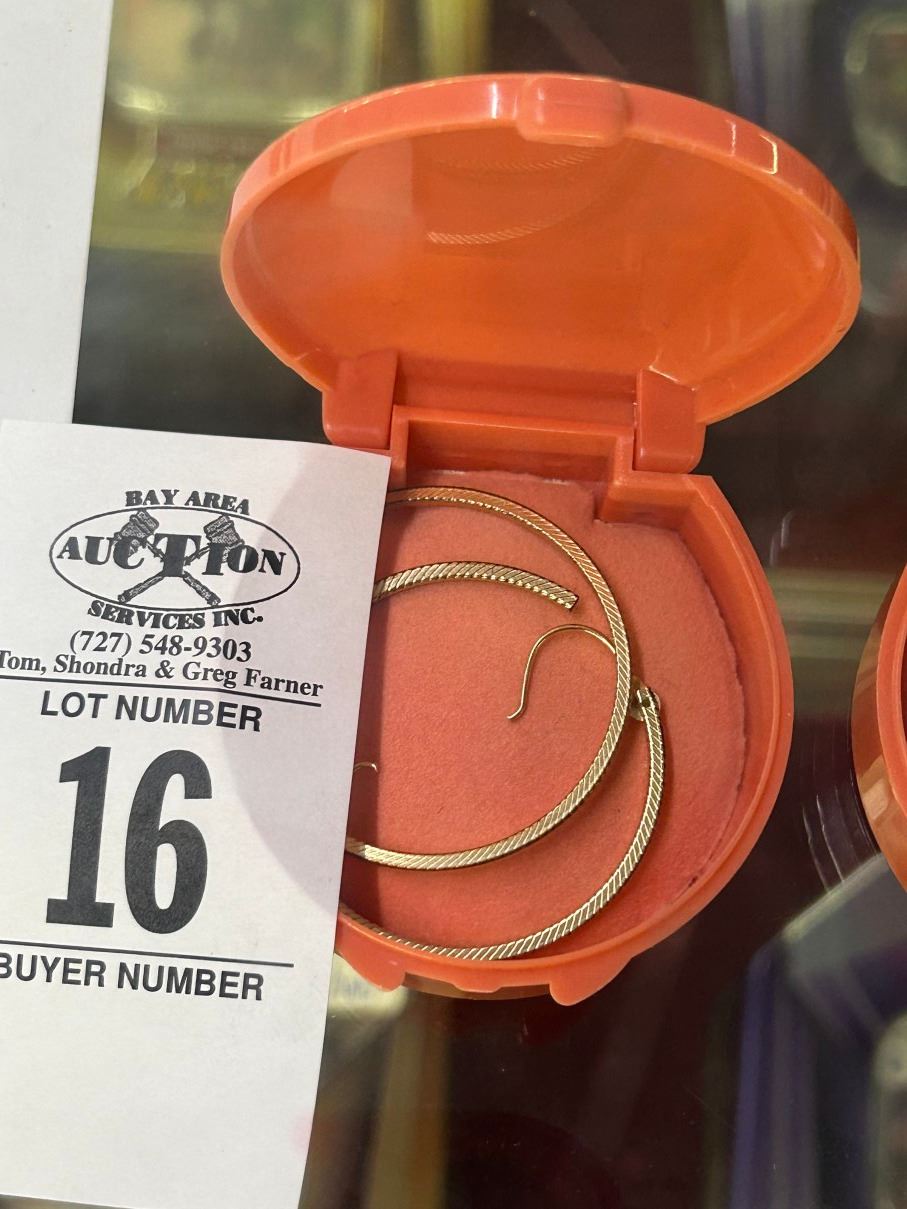 BAY AREA
AUCTION
SERVICES INC.
(727) 548-9303
Tom, Shondra & Greg Farner
LOT NUMBER
16
BUYER NUMBER